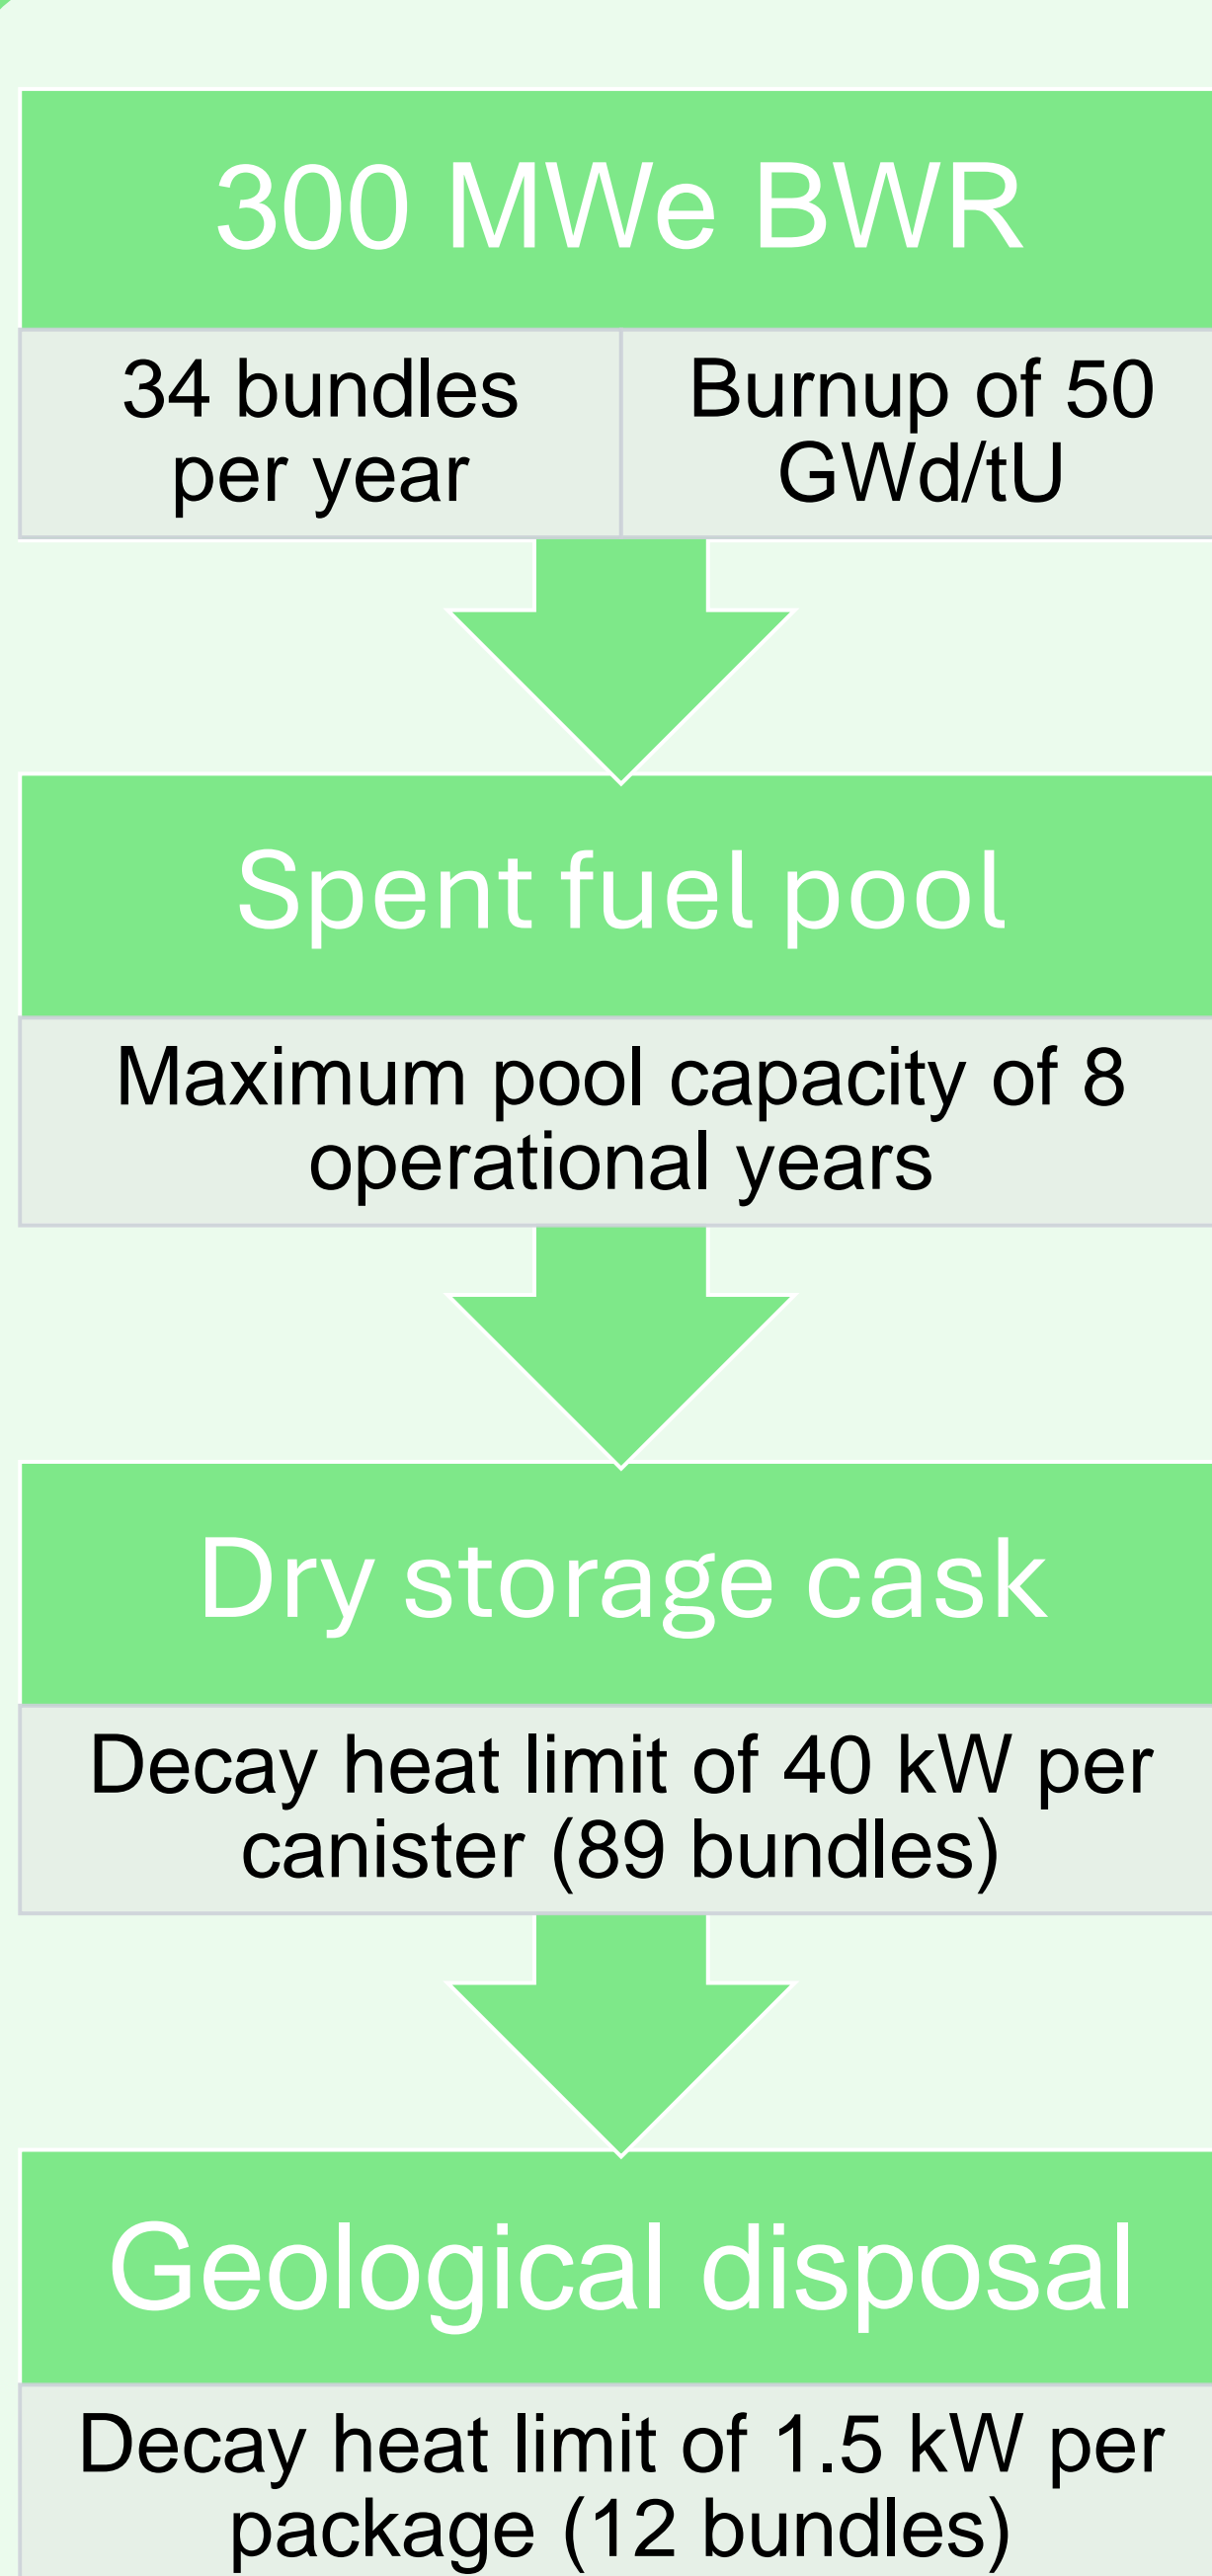 300 MWe BWR
34 bundles
per year
Burnup of 50
GWd/tU
Spent fuel pool
Maximum pool capacity of 8
operational years
Dry storage cask
Decay heat limit of 40 kW per
canister (89 bundles)
Geological disposal
Decay heat limit of 1.5 kW per
package (12 bundles)